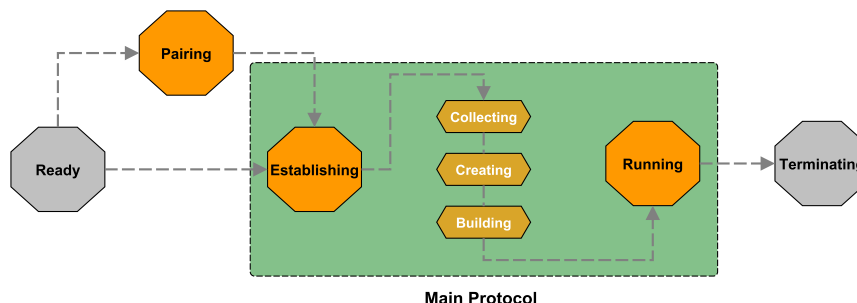 Pairing
Ready
Establishing
Collecting
Creating
Building
Running
Terminating
Main Protocol